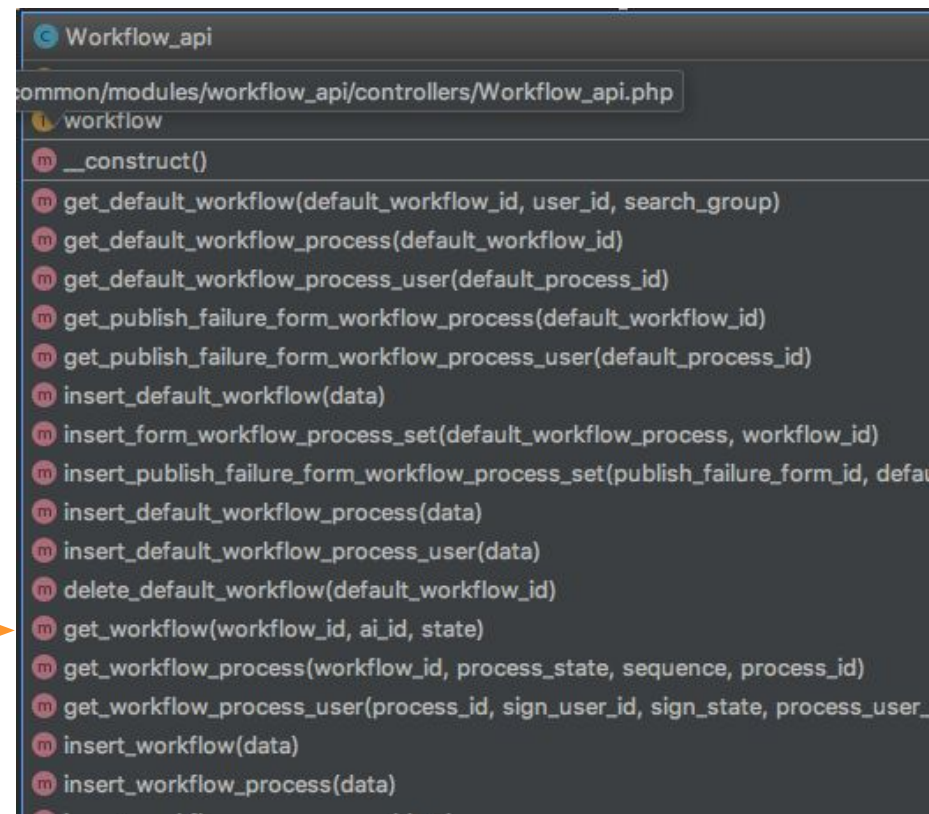 Workflow_api
common/modules/workflow_api/controllers/Workflow_api.php
workflow
__construct()
get_default_workflow(default_workflow_id, user_id, search_group)
get_default_workflow_process(default_workflow_id)
get_default_workflow_process_user(default_process_id)
get_publish_failure_form_workflow_process(default_workflow_id)
get_publish_failure_form_workflow_process_user(default_process_id)
insert_default_workflow(data)
insert_form_workflow_process_set(default_workflow_process, workflow_id)
insert_publish_failure_form_workflow_process_set(publish_failure_form_id, defau
insert_default_workflow_process(data)
insert_default_workflow_process_user(data)
delete_default_workflow(default_workflow_id)
get_workflow(workflow_id, ai_id, state)
get_workflow_process(workflow_id, process_state, sequence, process_id)
get_workflow_process_user(process_id, sign_user_id, sign_state, process_user_
insert_workflow(data)
insert_workflow_process(data)